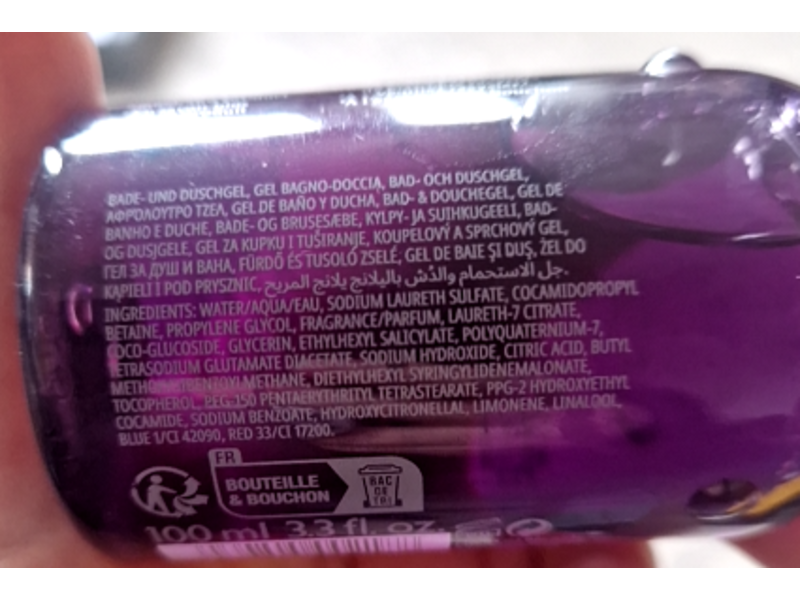 BADE- UND DUSCHGEL, GEL BAGNO-DOCCIA, BAD- OCH DUSCHGEL,
ΑΦΡΌΛΟΥΤΡΟ ΤΖΕΛ, GEL DE BAÑO Y DUCHA, BAD- & DOUCHEGEL, GEL DE
BANHO E DUCHE, BADE- OG BRUSESÆBE, KYLPY- JA SUIHKUGEELI, BAD-
OG DUSJGELE, GEL ZA KUPKU I TUŠIRANJE, KOUPELOVÝ A SPRCHOVÝ GEL,
ГЕЛ ЗА ДУШ И ВАНА, FÜRDŐ ÉS TUSOLÓ ZSELÉ, GEL DE BAIE ȘI DUȘ, ŻEL DO
KĄPIELI I POD PRYSZNIC, جل الاستحمام والدُش باليلانج يلانج المريح.
INGREDIENTS: WATER/AQUA/EAU, SODIUM LAURETH SULFATE, COCAMIDOPROPYL
BETAINE, PROPYLENE GLYCOL, FRAGRANCE/PARFUM, LAURETH-7 CITRATE,
COCO-GLUCOSIDE, GLYCERIN, ETHYLHEXYL SALICYLATE, POLYQUATERNIUM-7,
TETRASODIUM GLUTAMATE DIACETATE, SODIUM HYDROXIDE, CITRIC ACID, BUTYL
METHOXYDIBENZOYLMETHANE, DIETHYLHEXYL SYRINGYLIDENEMALONATE,
TOCOPHEROL, PEG-150 PENTAERYTHRITYL TETRASTEARATE, PPG-2 HYDROXYETHYL
COCAMIDE, SODIUM BENZOATE, HYDROXYCITRONELLAL, LIMONENE, LINALOOL,
BLUE 1/CI 42090, RED 33/CI 17200.
FR
BOUTEILLE
& BOUCHON
BAC
DE
TRI
100 ml 3.3 fl. oz.